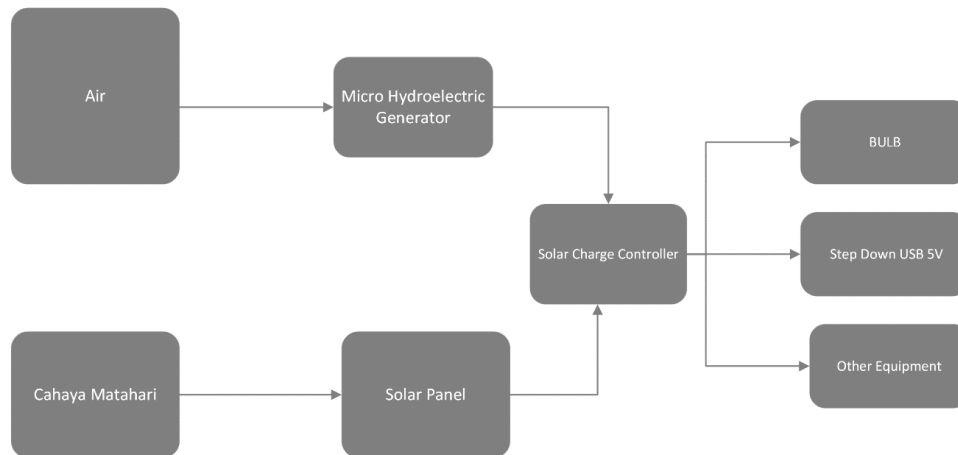 Air
Micro Hydroelectric
Generator
BULB
Solar Charge Controller
Step Down USB 5V
Other Equipment
Cahaya Matahari
Solar Panel